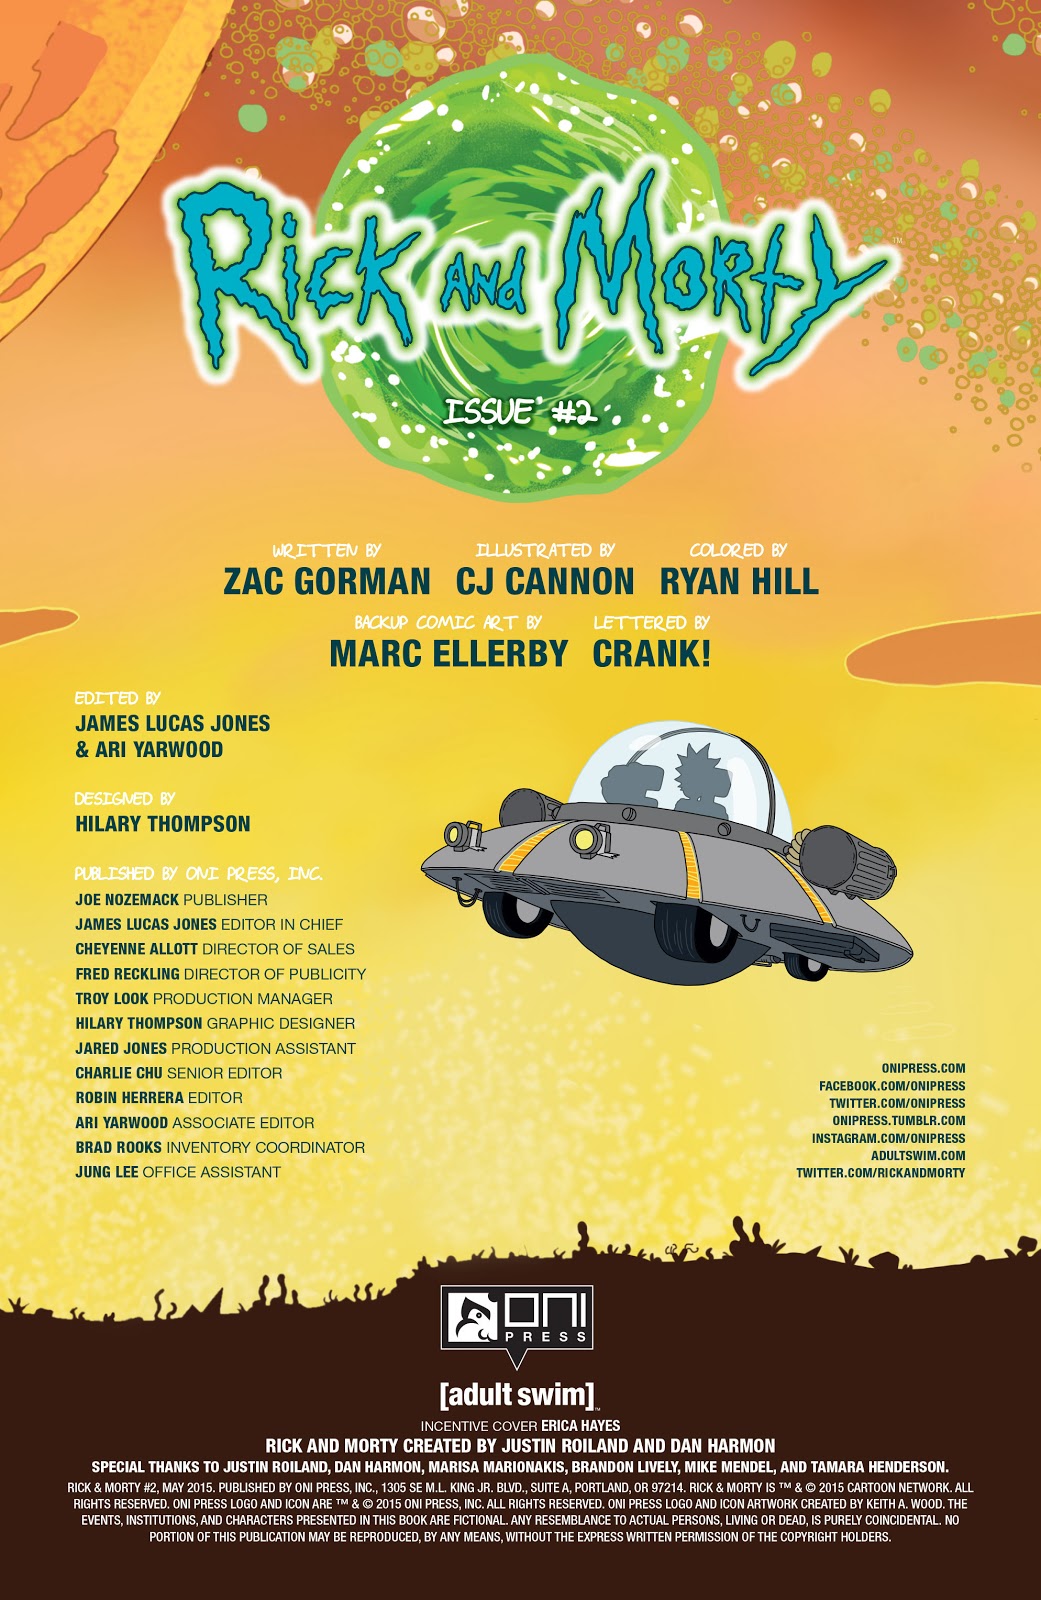 Rick and Morty™
ISSUE #2
WRITTEN BY ILLUSTRATED BY COLORED BY
ZAC GORMAN CJ CANNON RYAN HILL
BACKUP COMIC ART BY LETTERED BY
MARC ELLERBY CRANK!
EDITED BY
JAMES LUCAS JONES
& ARI YARWOOD
DESIGNED BY
HILARY THOMPSON
PUBLISHED BY ONI PRESS, INC.
JOE NOZEMACK PUBLISHER
JAMES LUCAS JONES EDITOR IN CHIEF
CHEYENNE ALLOTT DIRECTOR OF SALES
FRED RECKLING DIRECTOR OF PUBLICITY
TROY LOOK PRODUCTION MANAGER
HILARY THOMPSON GRAPHIC DESIGNER
JARED JONES PRODUCTION ASSISTANT
CHARLIE CHU SENIOR EDITOR
ROBIN HERRERA EDITOR
ARI YARWOOD ASSOCIATE EDITOR
BRAD ROOKS INVENTORY COORDINATOR
JUNG LEE OFFICE ASSISTANT
ONIPRESS.COM
FACEBOOK.COM/ONIPRESS
TWITTER.COM/ONIPRESS
ONIPRESS.TUMBLR.COM
INSTAGRAM.COM/ONIPRESS
ADULTSWIM.COM
TWITTER.COM/RICKANDMORTY
ONI
PRESS
[adult swim]™
INCENTIVE COVER ERICA HAYES
RICK AND MORTY CREATED BY JUSTIN ROILAND AND DAN HARMON
SPECIAL THANKS TO JUSTIN ROILAND, DAN HARMON, MARISA MARIONAKIS, BRANDON LIVELY, MIKE MENDEL, AND TAMARA HENDERSON.
RICK & MORTY #2, MAY 2015. PUBLISHED BY ONI PRESS, INC., 1305 SE M.L. KING JR. BLVD., SUITE A, PORTLAND, OR 97214. RICK & MORTY IS ™ & © 2015 CARTOON NETWORK. ALL
RIGHTS RESERVED. ONI PRESS LOGO AND ICON ARE ™ & © 2015 ONI PRESS, INC. ALL RIGHTS RESERVED. ONI PRESS LOGO AND ICON ARTWORK CREATED BY KEITH A. WOOD. THE
EVENTS, INSTITUTIONS, AND CHARACTERS PRESENTED IN THIS BOOK ARE FICTIONAL. ANY RESEMBLANCE TO ACTUAL PERSONS, LIVING OR DEAD, IS PURELY COINCIDENTAL. NO
PORTION OF THIS PUBLICATION MAY BE REPRODUCED, BY ANY MEANS, WITHOUT THE EXPRESS WRITTEN PERMISSION OF THE COPYRIGHT HOLDERS.